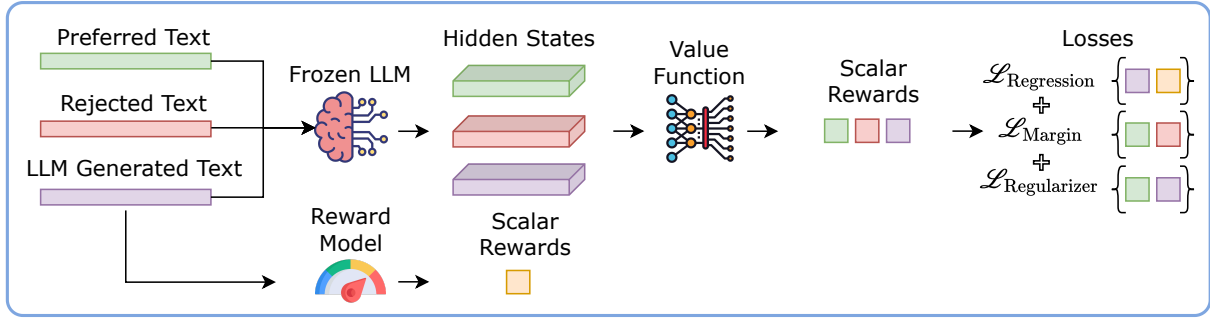 Preferred Text
Rejected Text
LLM Generated Text
Frozen LLM
Hidden States
Value
Function
Scalar
Rewards
Losses
ℒRegression
+
ℒMargin
+
ℒRegularizer
Reward
Model
Scalar
Rewards